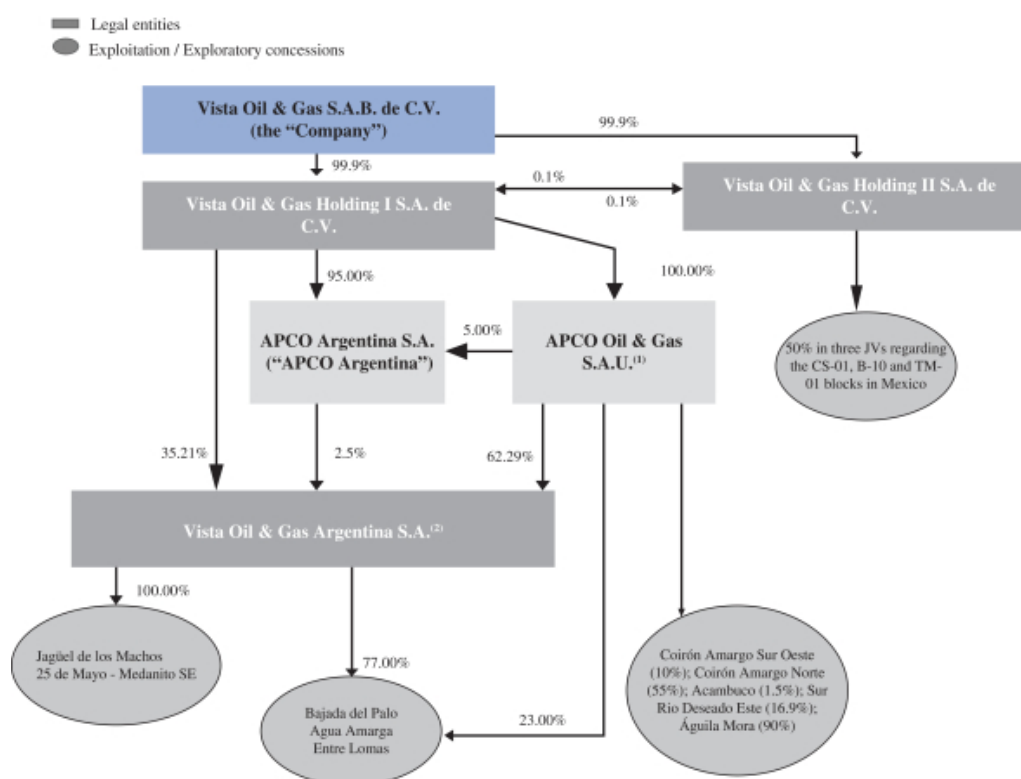 Legal entities
Exploitation / Exploratory concessions
Vista Oil & Gas S.A.B. de C.V.
(the “Company”)
99.9%
99.9%
0.1%
0.1%
Vista Oil & Gas Holding I S.A. de
C.V.
Vista Oil & Gas Holding II S.A. de
C.V.
95.00%
100.00%
APCO Argentina S.A.
(“APCO Argentina”)
5.00%
APCO Oil & Gas
S.A.U.(1)
50% in three JVs regarding
the CS-01, B-10 and TM-
01 blocks in Mexico
35.21%
2.5%
62.29%
Vista Oil & Gas Argentina S.A.(2)
100.00%
Jagüel de los Machos
25 de Mayo - Medanito SE
77.00%
Bajada del Palo
Agua Amarga
Entre Lomas
23.00%
Coirón Amargo Sur Oeste
(10%); Coirón Amargo Norte
(55%); Acambuco (1.5%); Sur
Rio Deseado Este (16.9%);
Águila Mora (90%)